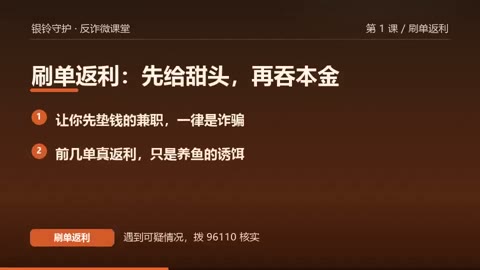 银铃守护 · 反诈微课堂
第 1 课 / 刷单返利
刷单返利：先给甜头，再吞本金
1 让你先垫钱的兼职，一律是诈骗
2 前几单真返利，只是养鱼的诱饵
刷单返利 遇到可疑情况，拨 96110 核实